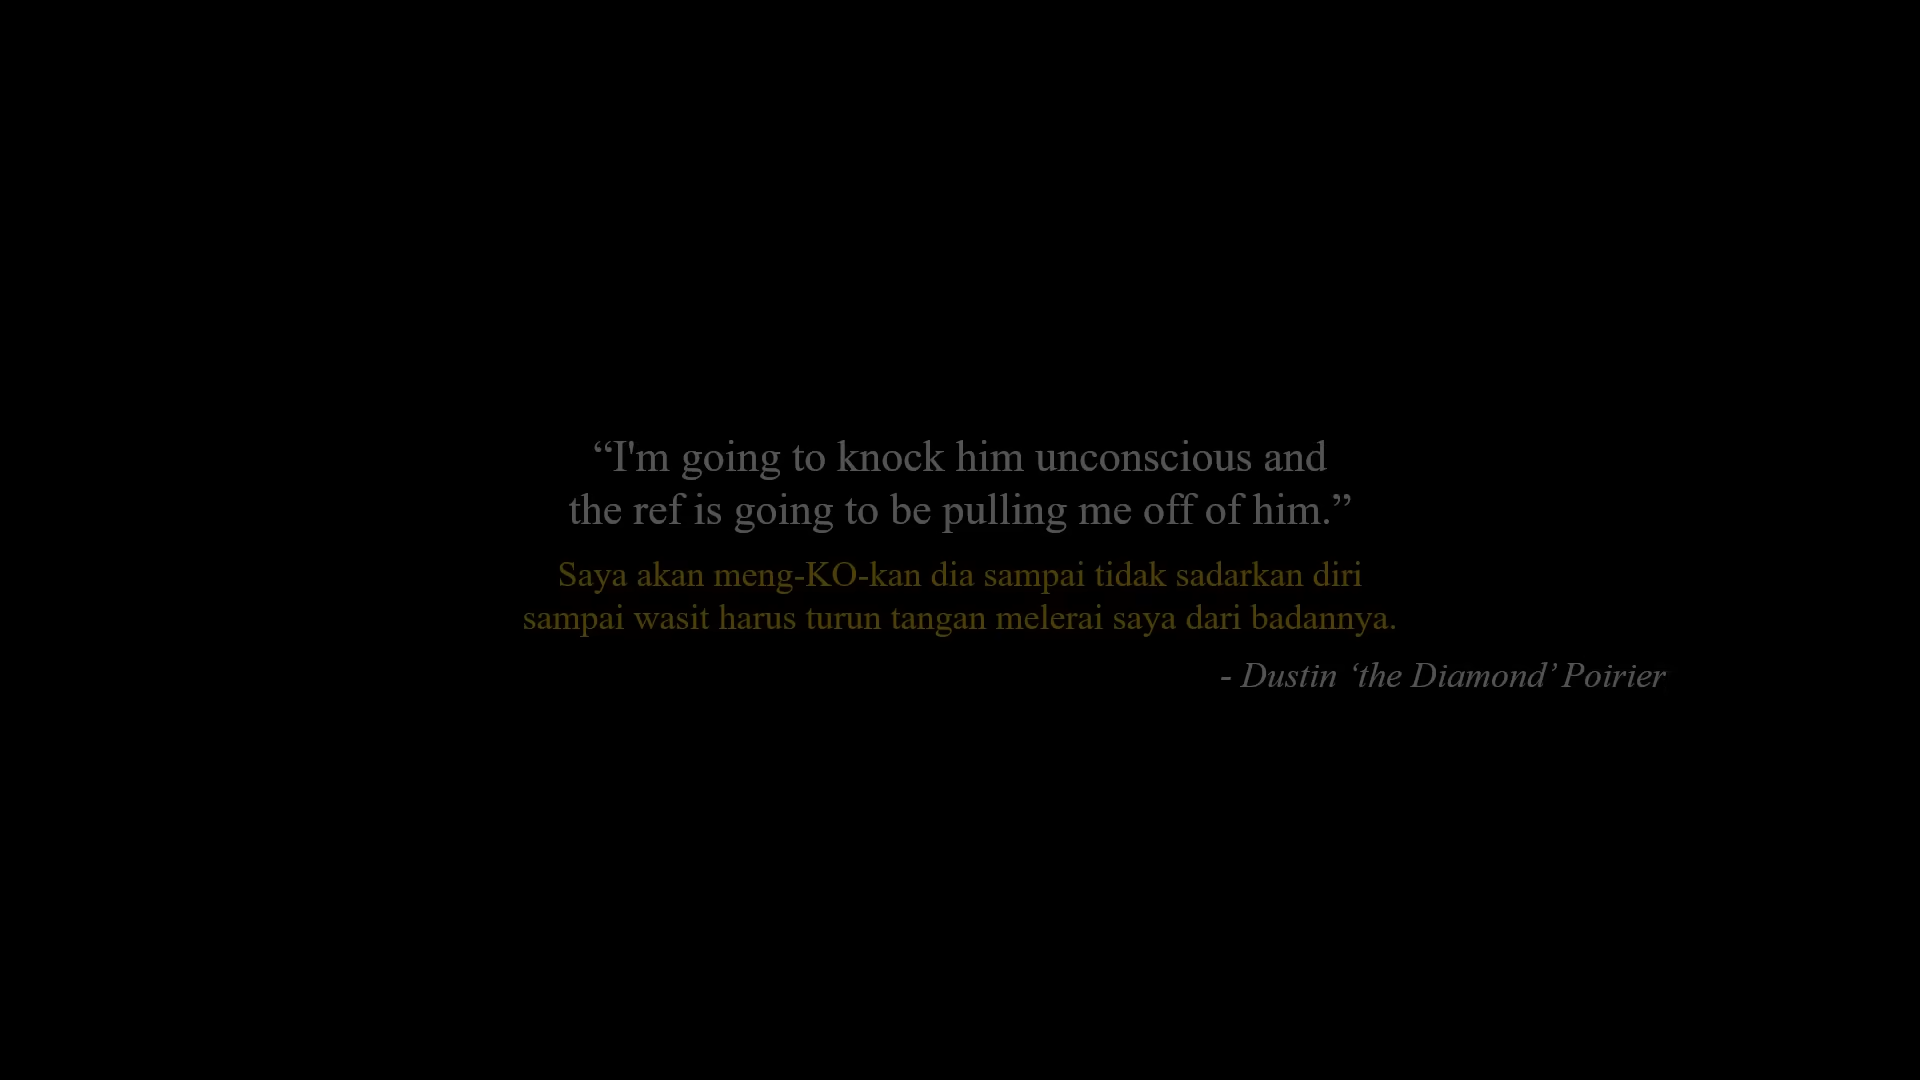 “I'm going to knock him unconscious and
the ref is going to be pulling me off of him.”
Saya akan meng-KO-kan dia sampai tidak sadarkan diri
sampai wasit harus turun tangan melerai saya dari badannya.
- Dustin ‘the Diamond’ Poirier